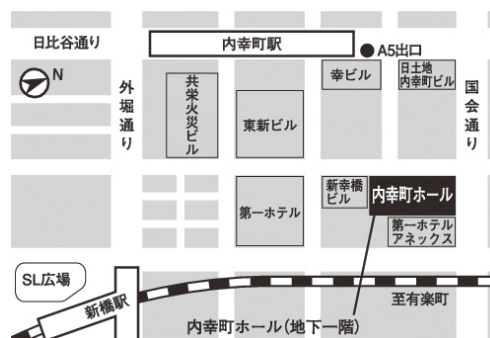 日比谷通り
内幸町駅
A5出口
N
外堀通り
共栄火災ビル
東新ビル
幸ビル
日土地
内幸町ビル
国会通り
第一ホテル
新幸橋
ビル
内幸町ホール
第一ホテル
アネックス
SL広場
新橋駅
至有楽町
内幸町ホール(地下一階)